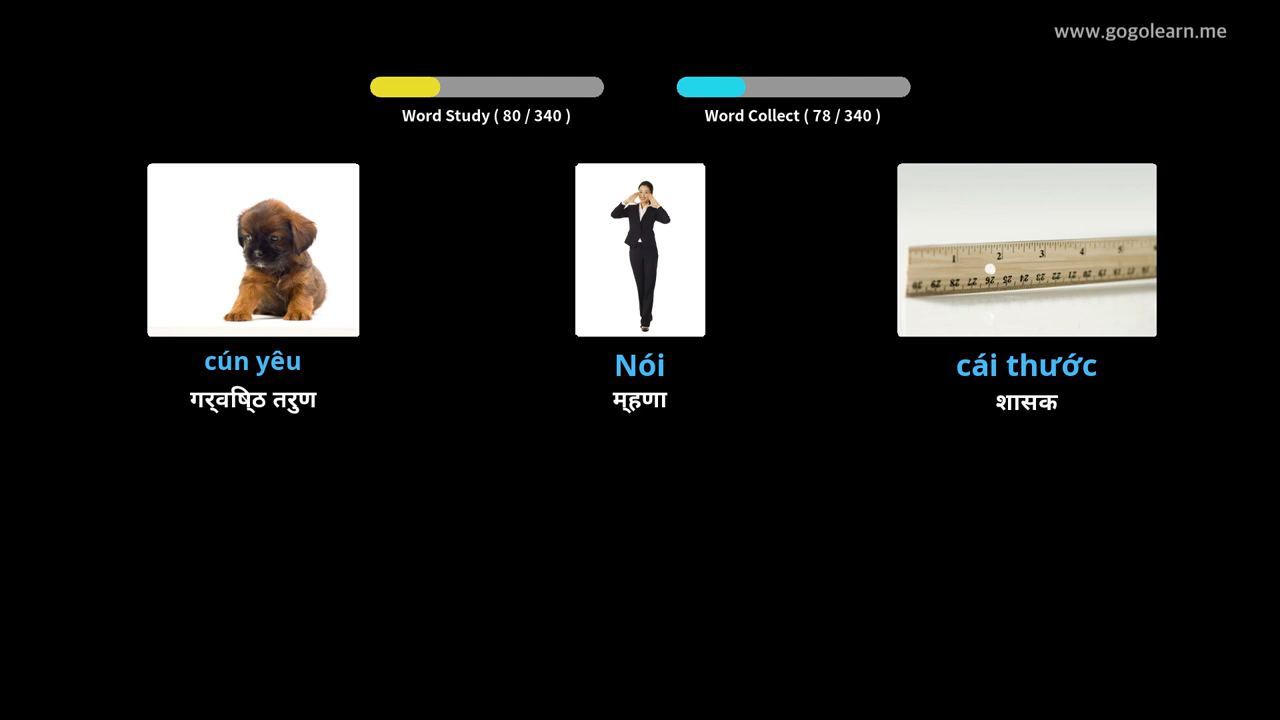 www.gogolearn.me
Word Study ( 80 / 340 )
Word Collect ( 78 / 340 )
cún yêu
Nói
cái thước
गर्विष्ठ तरुण
म्हणा
शासक